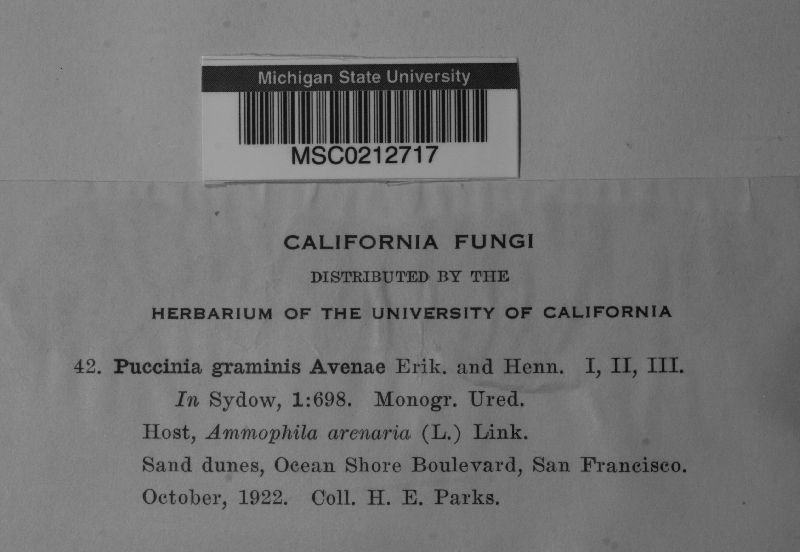 Michigan State University
MSC0212717
CALIFORNIA FUNGI
DISTRIBUTED BY THE
HERBARIUM OF THE UNIVERSITY OF CALIFORNIA
42. Puccinia graminis Avenae Erik. and Henn. I, II, III.
In Sydow, 1:698. Monogr. Ured.
Host, Ammophila arenaria (L.) Link.
Sand dunes, Ocean Shore Boulevard, San Francisco.
October, 1922. Coll. H. E. Parks.